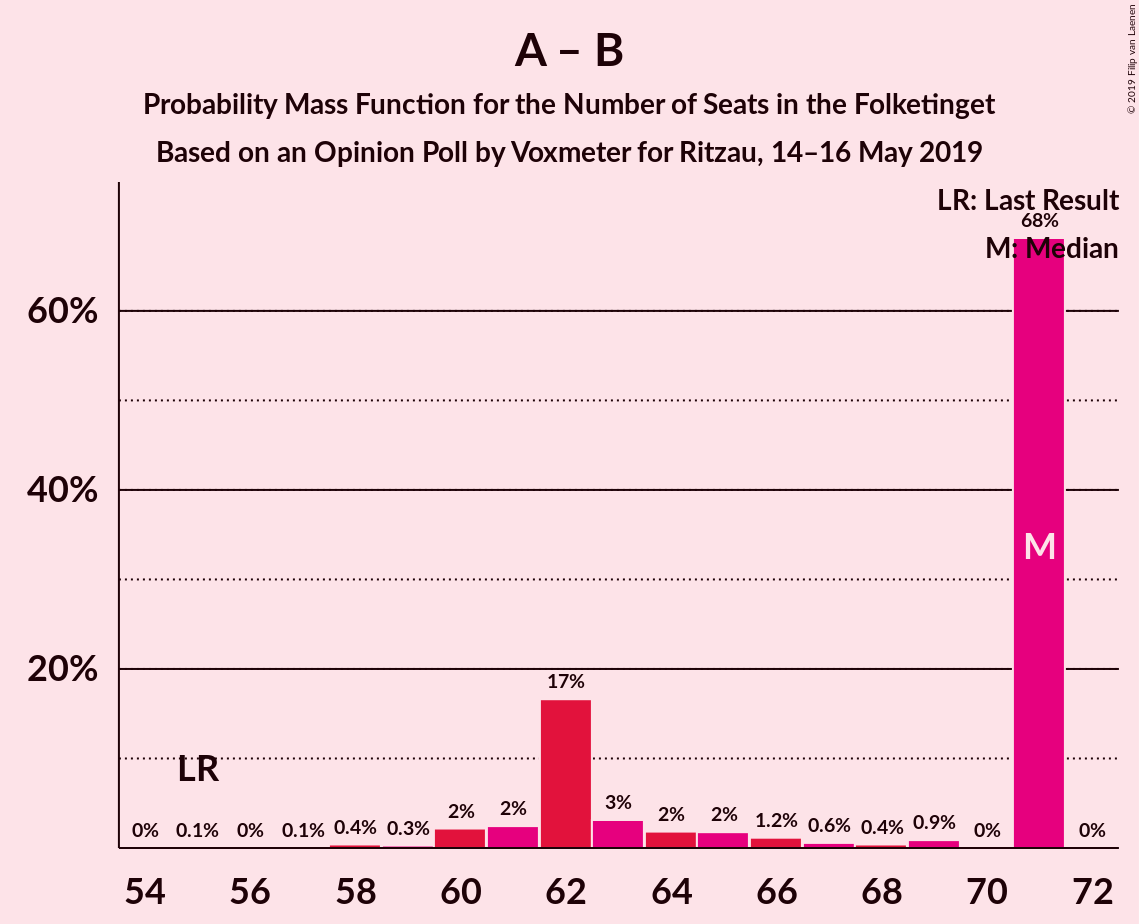 A – B
Probability Mass Function for the Number of Seats in the Folketinget
Based on an Opinion Poll by Voxmeter for Ritzau, 14–16 May 2019
© 2019 Filip van Laenen
LR: Last Result
M: Median
60%
40%
20%
LR
M
0% 0.1% 0% 0.1% 0.4% 0.3% 2% 2% 17% 3% 2% 2% 1.2% 0.6% 0.4% 0.9% 0% 68% 0%
54 56 58 60 62 64 66 68 70 72